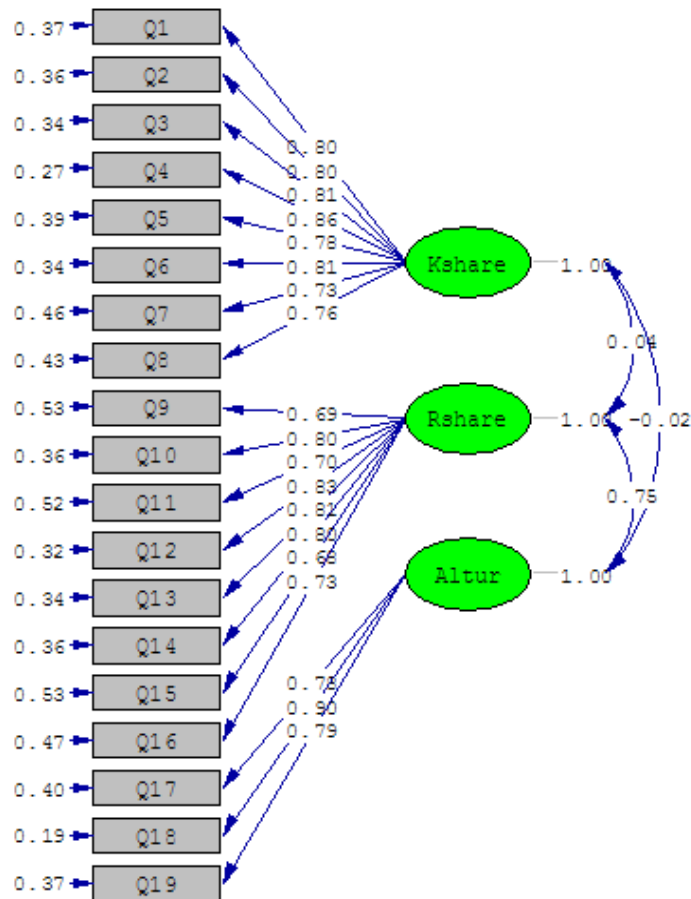 0.37 Q1
0.36 Q2
0.34 Q3
0.27 Q4
0.39 Q5
0.34 Q6
0.46 Q7
0.43 Q8
0.53 Q9
0.36 Q10
0.52 Q11
0.32 Q12
0.34 Q13
0.36 Q14
0.53 Q15
0.47 Q16
0.40 Q17
0.19 Q18
0.37 Q19
0.80
0.80
0.81
0.86
0.78
0.81
0.73
0.76
0.69
0.80
0.70
0.83
0.81
0.80
0.68
0.73
0.78
0.90
0.79
Kshare 1.00
0.04
Rshare 1.00 -0.02
0.75
Altur 1.00